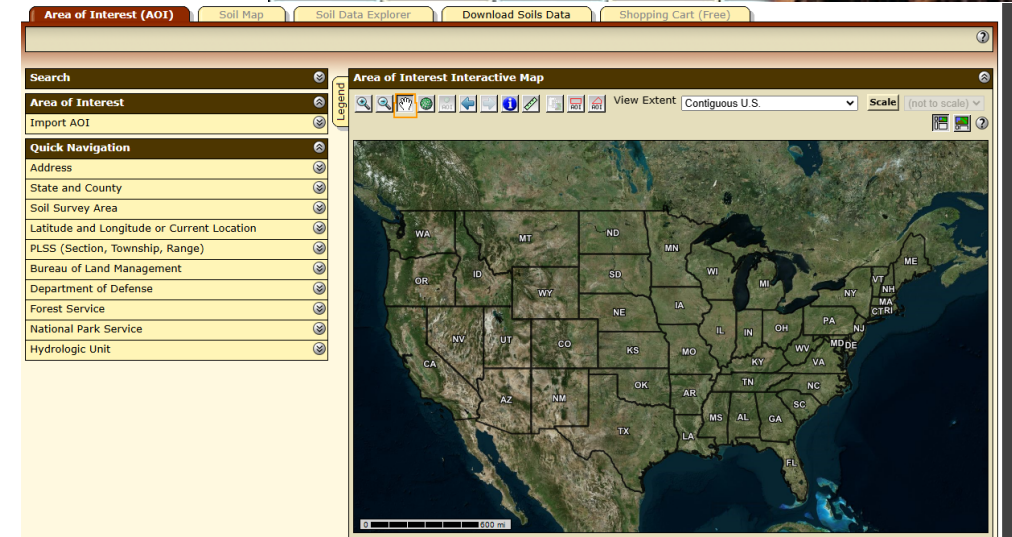 Area of Interest (AOI)
Soil Map
Soil Data Explorer
Download Soils Data
Shopping Cart (Free)
Search
Area of Interest
Import AOI
Quick Navigation
Address
State and County
Soil Survey Area
Latitude and Longitude or Current Location
PLSS (Section, Township, Range)
Bureau of Land Management
Department of Defense
Forest Service
National Park Service
Hydrologic Unit
Legend
Area of Interest Interactive Map
AOI AOI View Extent Contiguous U.S. Scale (not to scale)
WA MT ND MN ME
OR ID SD WI MI VT NH
WY NY MA
IA CT RI
NE PA NJ
NV UT CO IL IN OH MD DE
KS MO WV
CA KY VA
OK TN NC
AZ NM AR SC
MS AL GA
TX LA
FL
0 600 mi